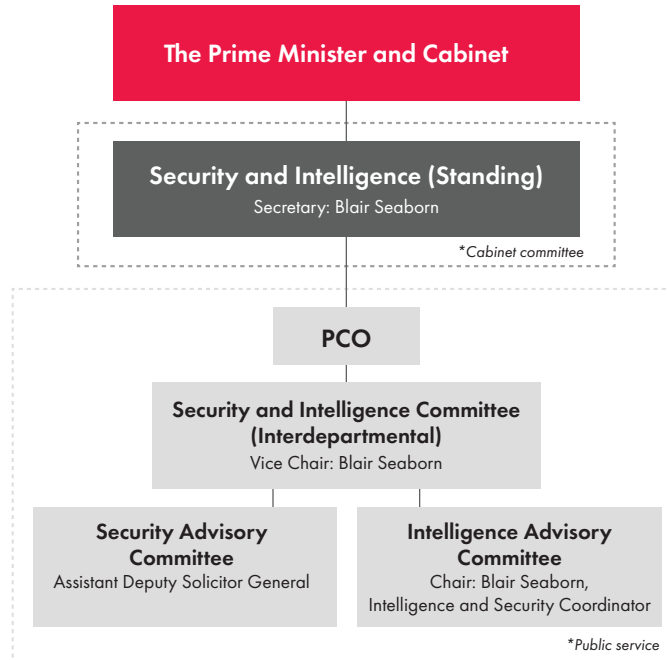 The Prime Minister and Cabinet
Security and Intelligence (Standing)
Secretary: Blair Seaborn
*Cabinet committee
PCO
Security and Intelligence Committee
(Interdepartmental)
Vice Chair: Blair Seaborn
Security Advisory
Committee
Assistant Deputy Solicitor General
Intelligence Advisory
Committee
Chair: Blair Seaborn,
Intelligence and Security Coordinator
*Public service